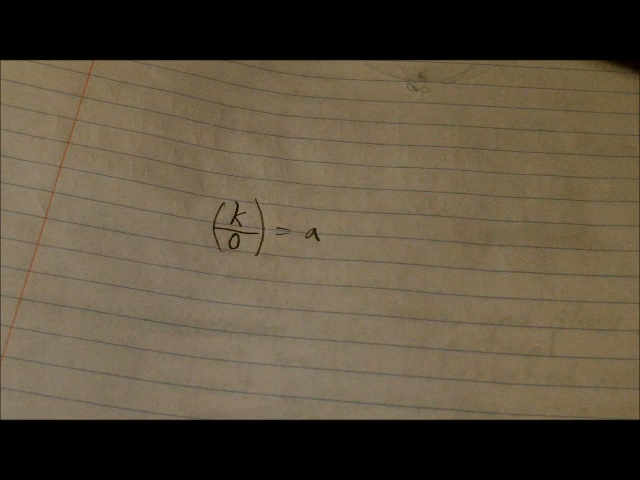 (k/0) = a